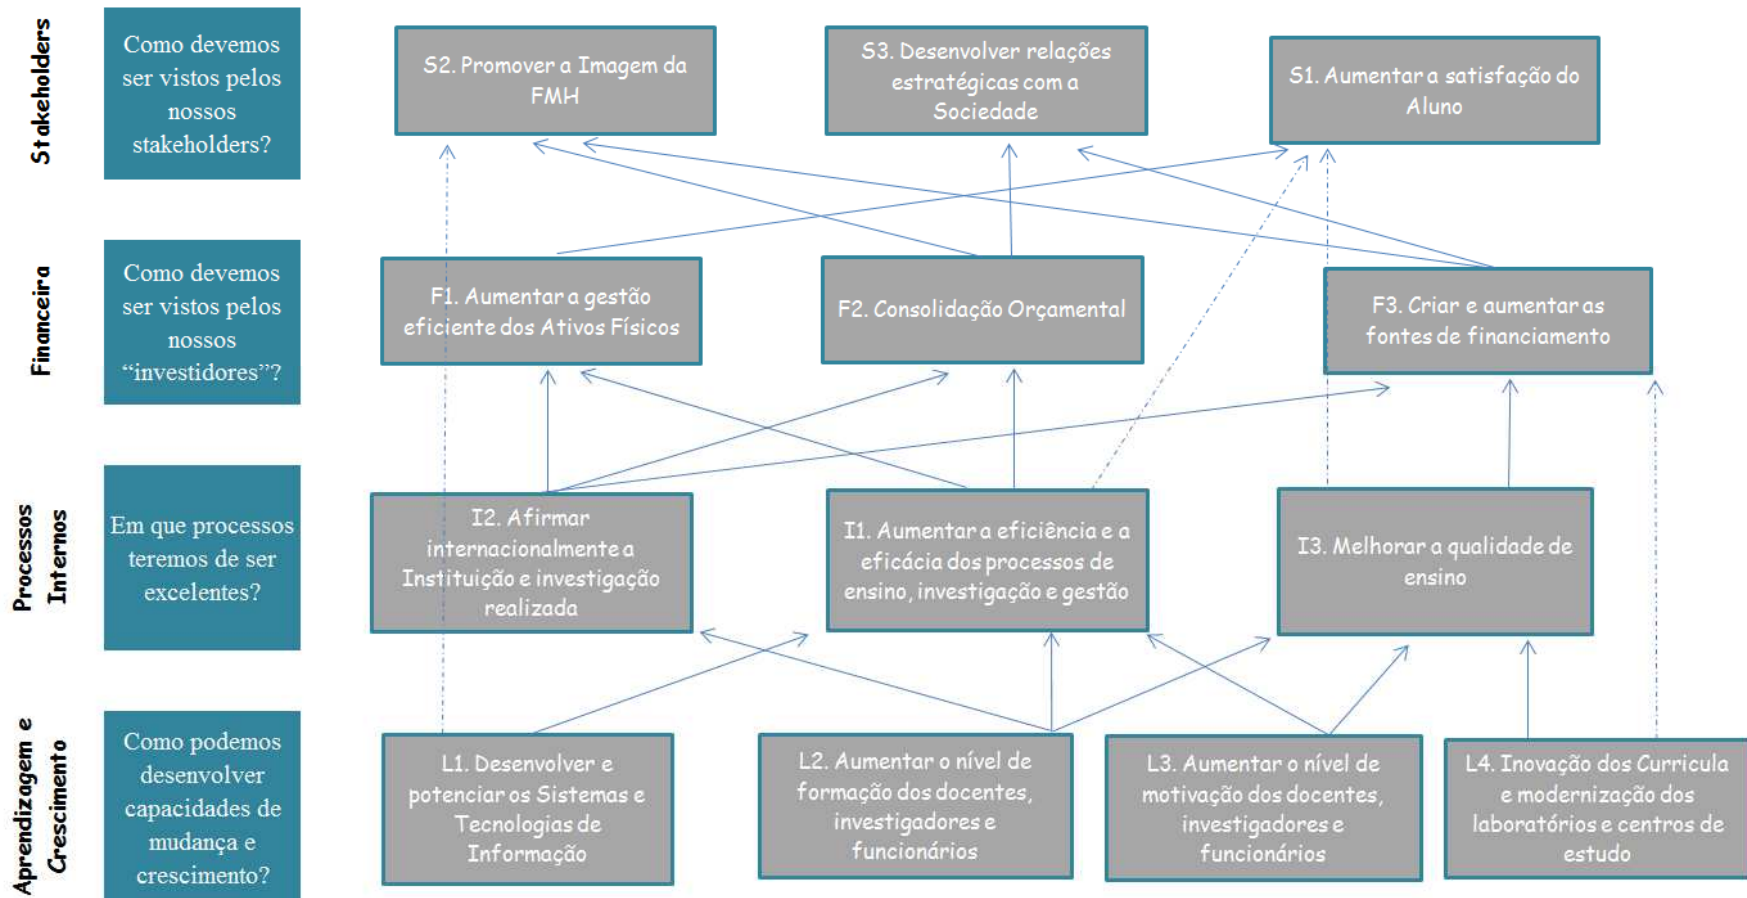 Stakeholders
Como devemos
ser vistos pelos
nossos
stakeholders?
S2. Promover a Imagem da
FMH
S3. Desenvolver relações
estratégicas com a
Sociedade
S1. Aumentar a satisfação do
Aluno
Financeira
Como devemos
ser vistos pelos
nossos
“investidores”?
F1. Aumentar a gestão
eficiente dos Ativos Físicos
F2. Consolidação Orçamental
F3. Criar e aumentar as
fontes de financiamento
Processos
Internos
Em que processos
teremos de ser
excelentes?
I2. Afirmar
internacionalmente a
Instituição e investigação
realizada
I1. Aumentar a eficiência e a
eficácia dos processos de
ensino, investigação e gestão
I3. Melhorar a qualidade de
ensino
Aprendizagem e
Crescimento
Como podemos
desenvolver
capacidades de
mudança e
crescimento?
L1. Desenvolver e
potenciar os Sistemas e
Tecnologias de
Informação
L2. Aumentar o nível de
formação dos docentes,
investigadores e
funcionários
L3. Aumentar o nível de
motivação dos docentes,
investigadores e
funcionários
L4. Inovação dos Curricula
e modernização dos
laboratórios e centros de
estudo